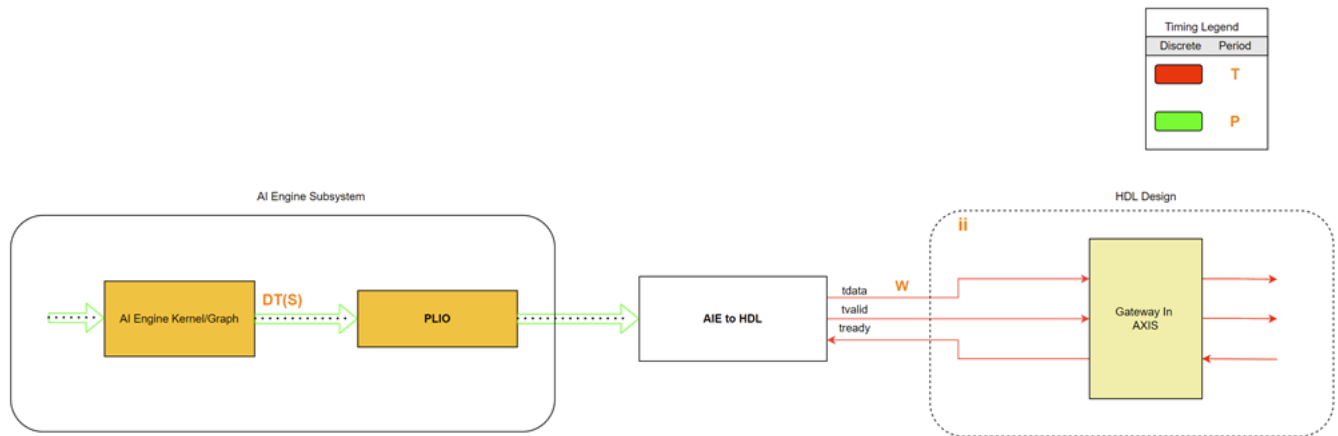 Timing Legend
Discrete Period
T
P
AI Engine Subsystem
HDL Design
ii
AI Engine Kernel/Graph
DT(S)
PLIO
AIE to HDL
tdata
W
tvalid
tready
Gateway In
AXIS